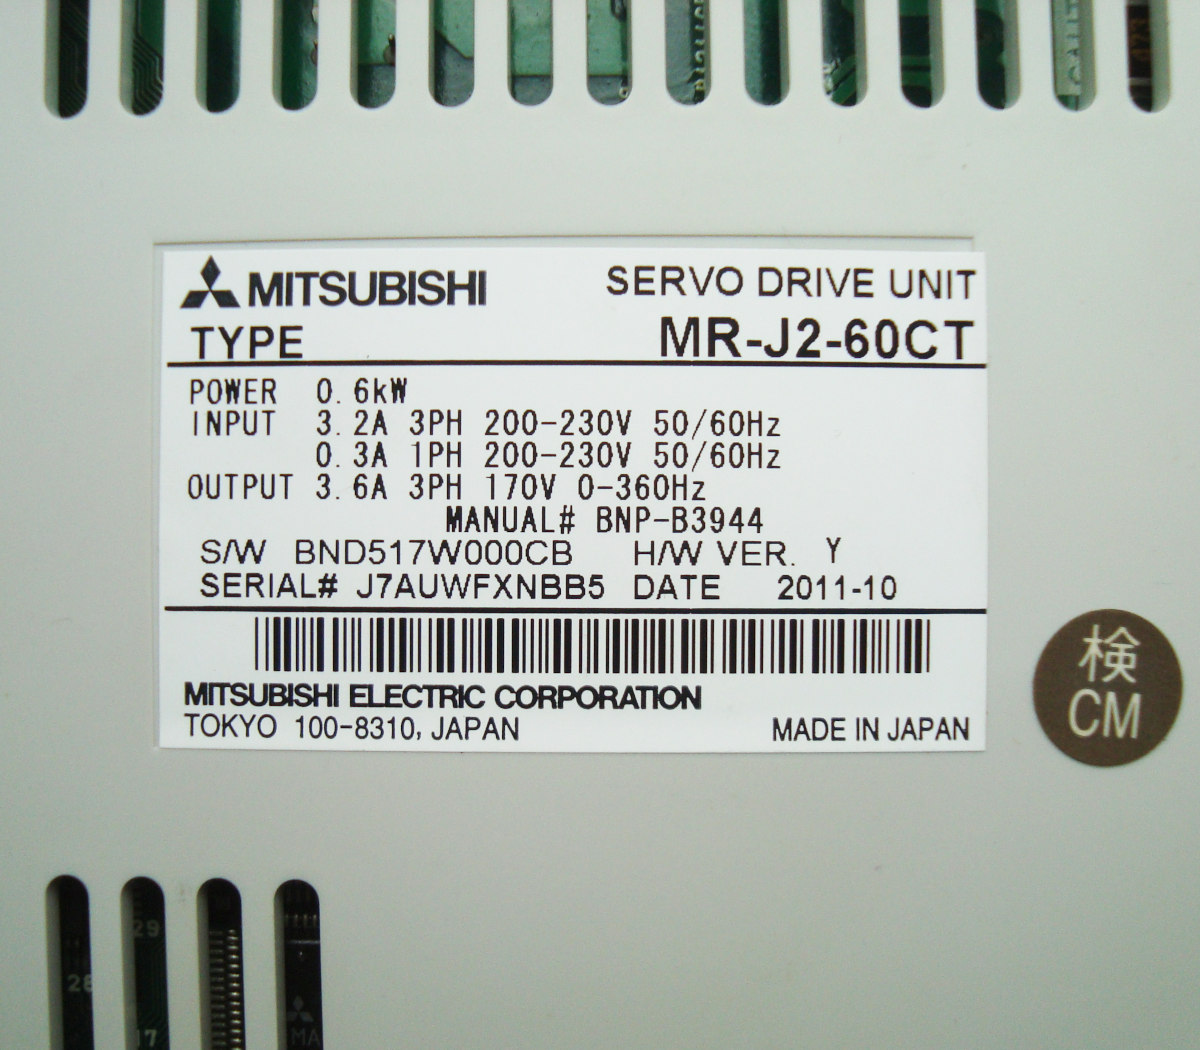 MITSUBISHI SERVO DRIVE UNIT
TYPE MR-J2-60CT
POWER 0.6kW
INPUT 3.2A 3PH 200-230V 50/60Hz
0.3A 1PH 200-230V 50/60Hz
OUTPUT 3.6A 3PH 170V 0-360Hz
MANUAL# BNP-B3944
S/W BND517W000CB H/W VER. Y
SERIAL# J7AUWFXNBB5 DATE 2011-10
MITSUBISHI ELECTRIC CORPORATION
TOKYO 100-8310, JAPAN MADE IN JAPAN
検
CM
29